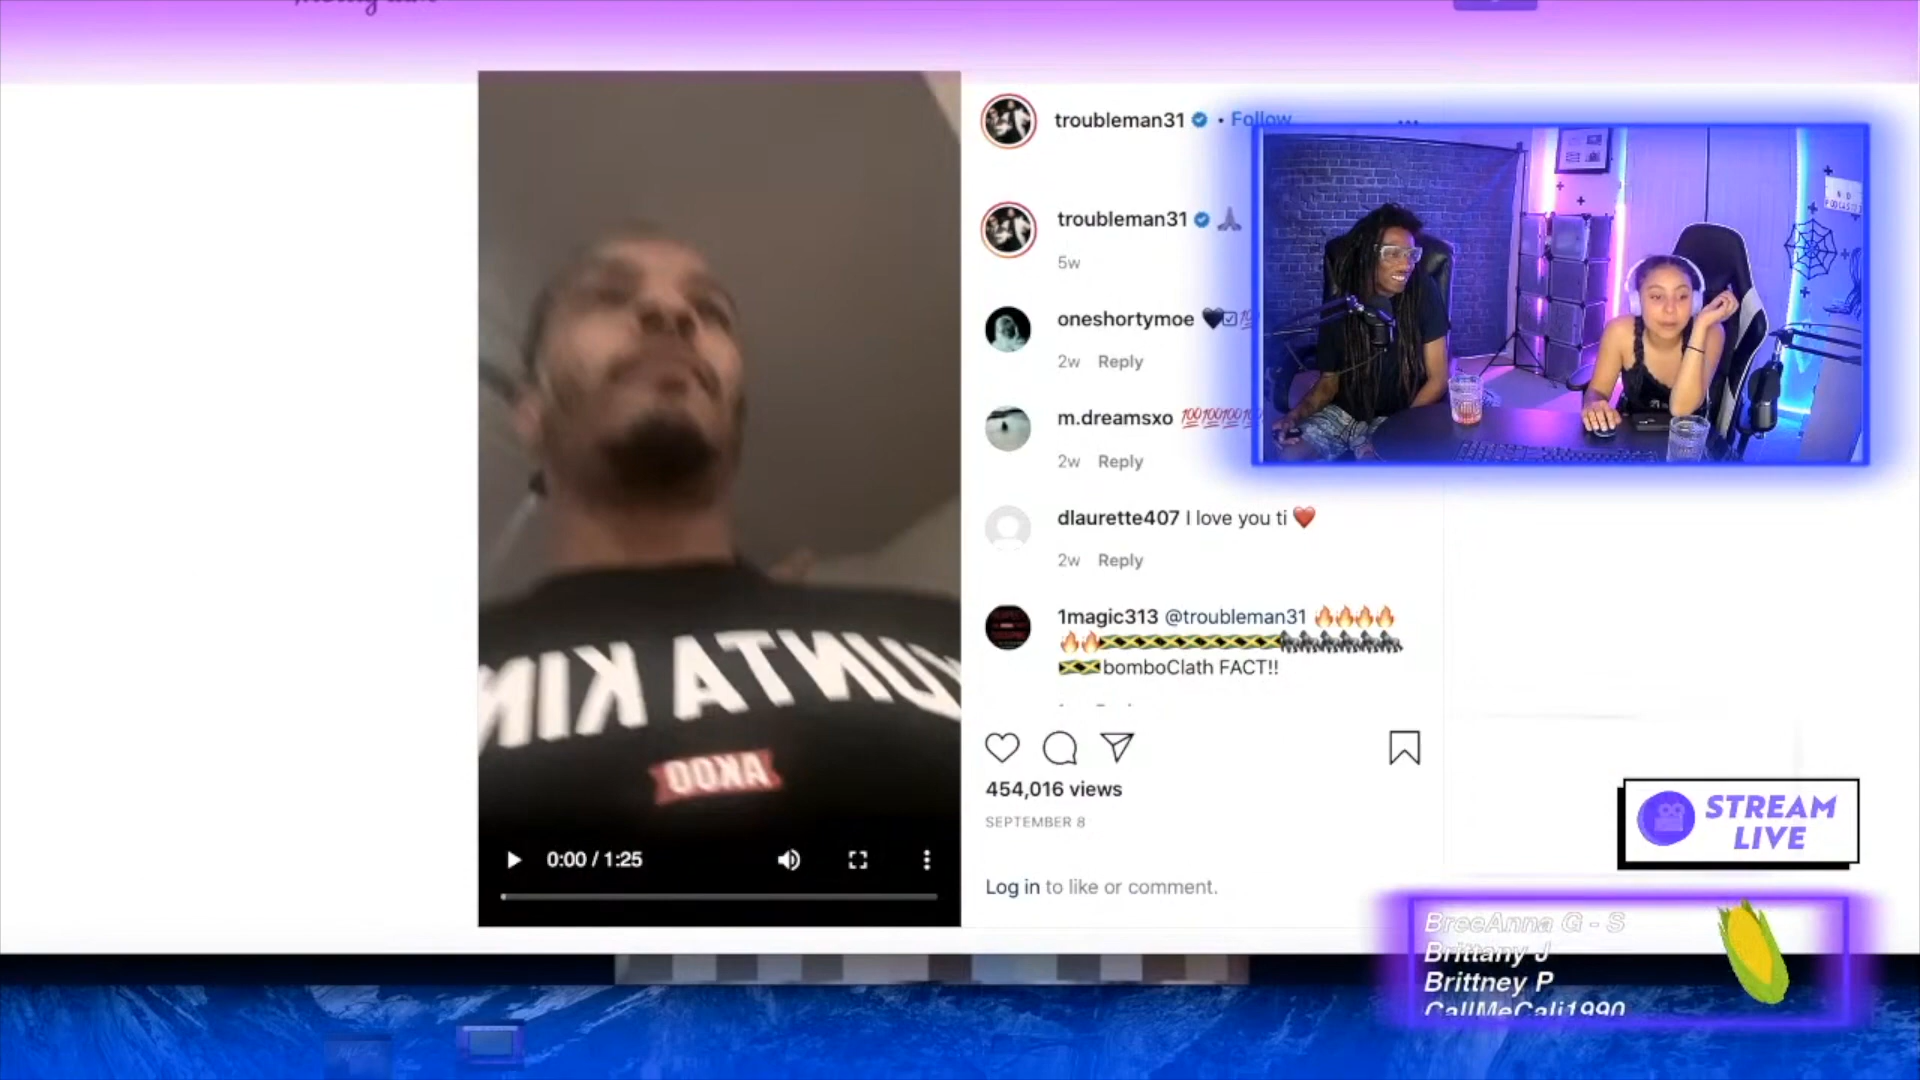 troubleman31 • Follow
troubleman31 🙏
5w
oneshortymoe 🖤☑💯
2w Reply
m.dreamsxo 💯💯💯💯
2w Reply
dlaurette407 I love you ti ❤️
2w Reply
1magic313 @troubleman31 🔥🔥🔥🔥
🔥🔥🇯🇲🇯🇲🇯🇲🇯🇲🇯🇲🇯🇲🇯🇲🇯🇲🇯🇲🦍🦍🦍🦍🦍🦍
🇯🇲🇯🇲bomboClath FACT!!
UNTA KIN
AKOO
0:00 / 1:25
454,016 views
SEPTEMBER 8
Log in to like or comment.
STREAM
LIVE
BreeAnna G - S
Brittany J
Brittney P
CallMeCali1990